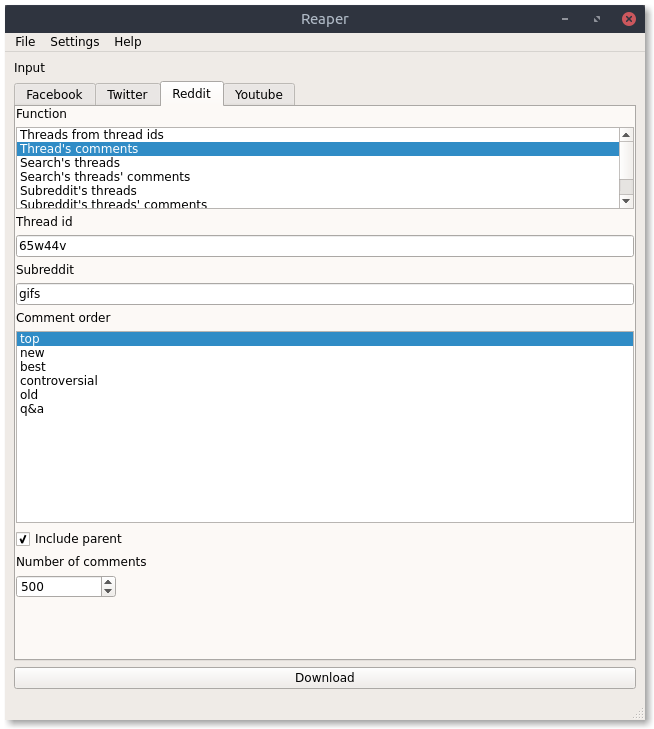 Reaper
File Settings Help
Input
Facebook Twitter Reddit Youtube
Function
Threads from thread ids
Thread's comments
Search's threads
Search's threads' comments
Subreddit's threads
Subreddit's threads' comments
Thread id
65w44v
Subreddit
gifs
Comment order
top
new
best
controversial
old
q&a
Include parent
Number of comments
500
Download